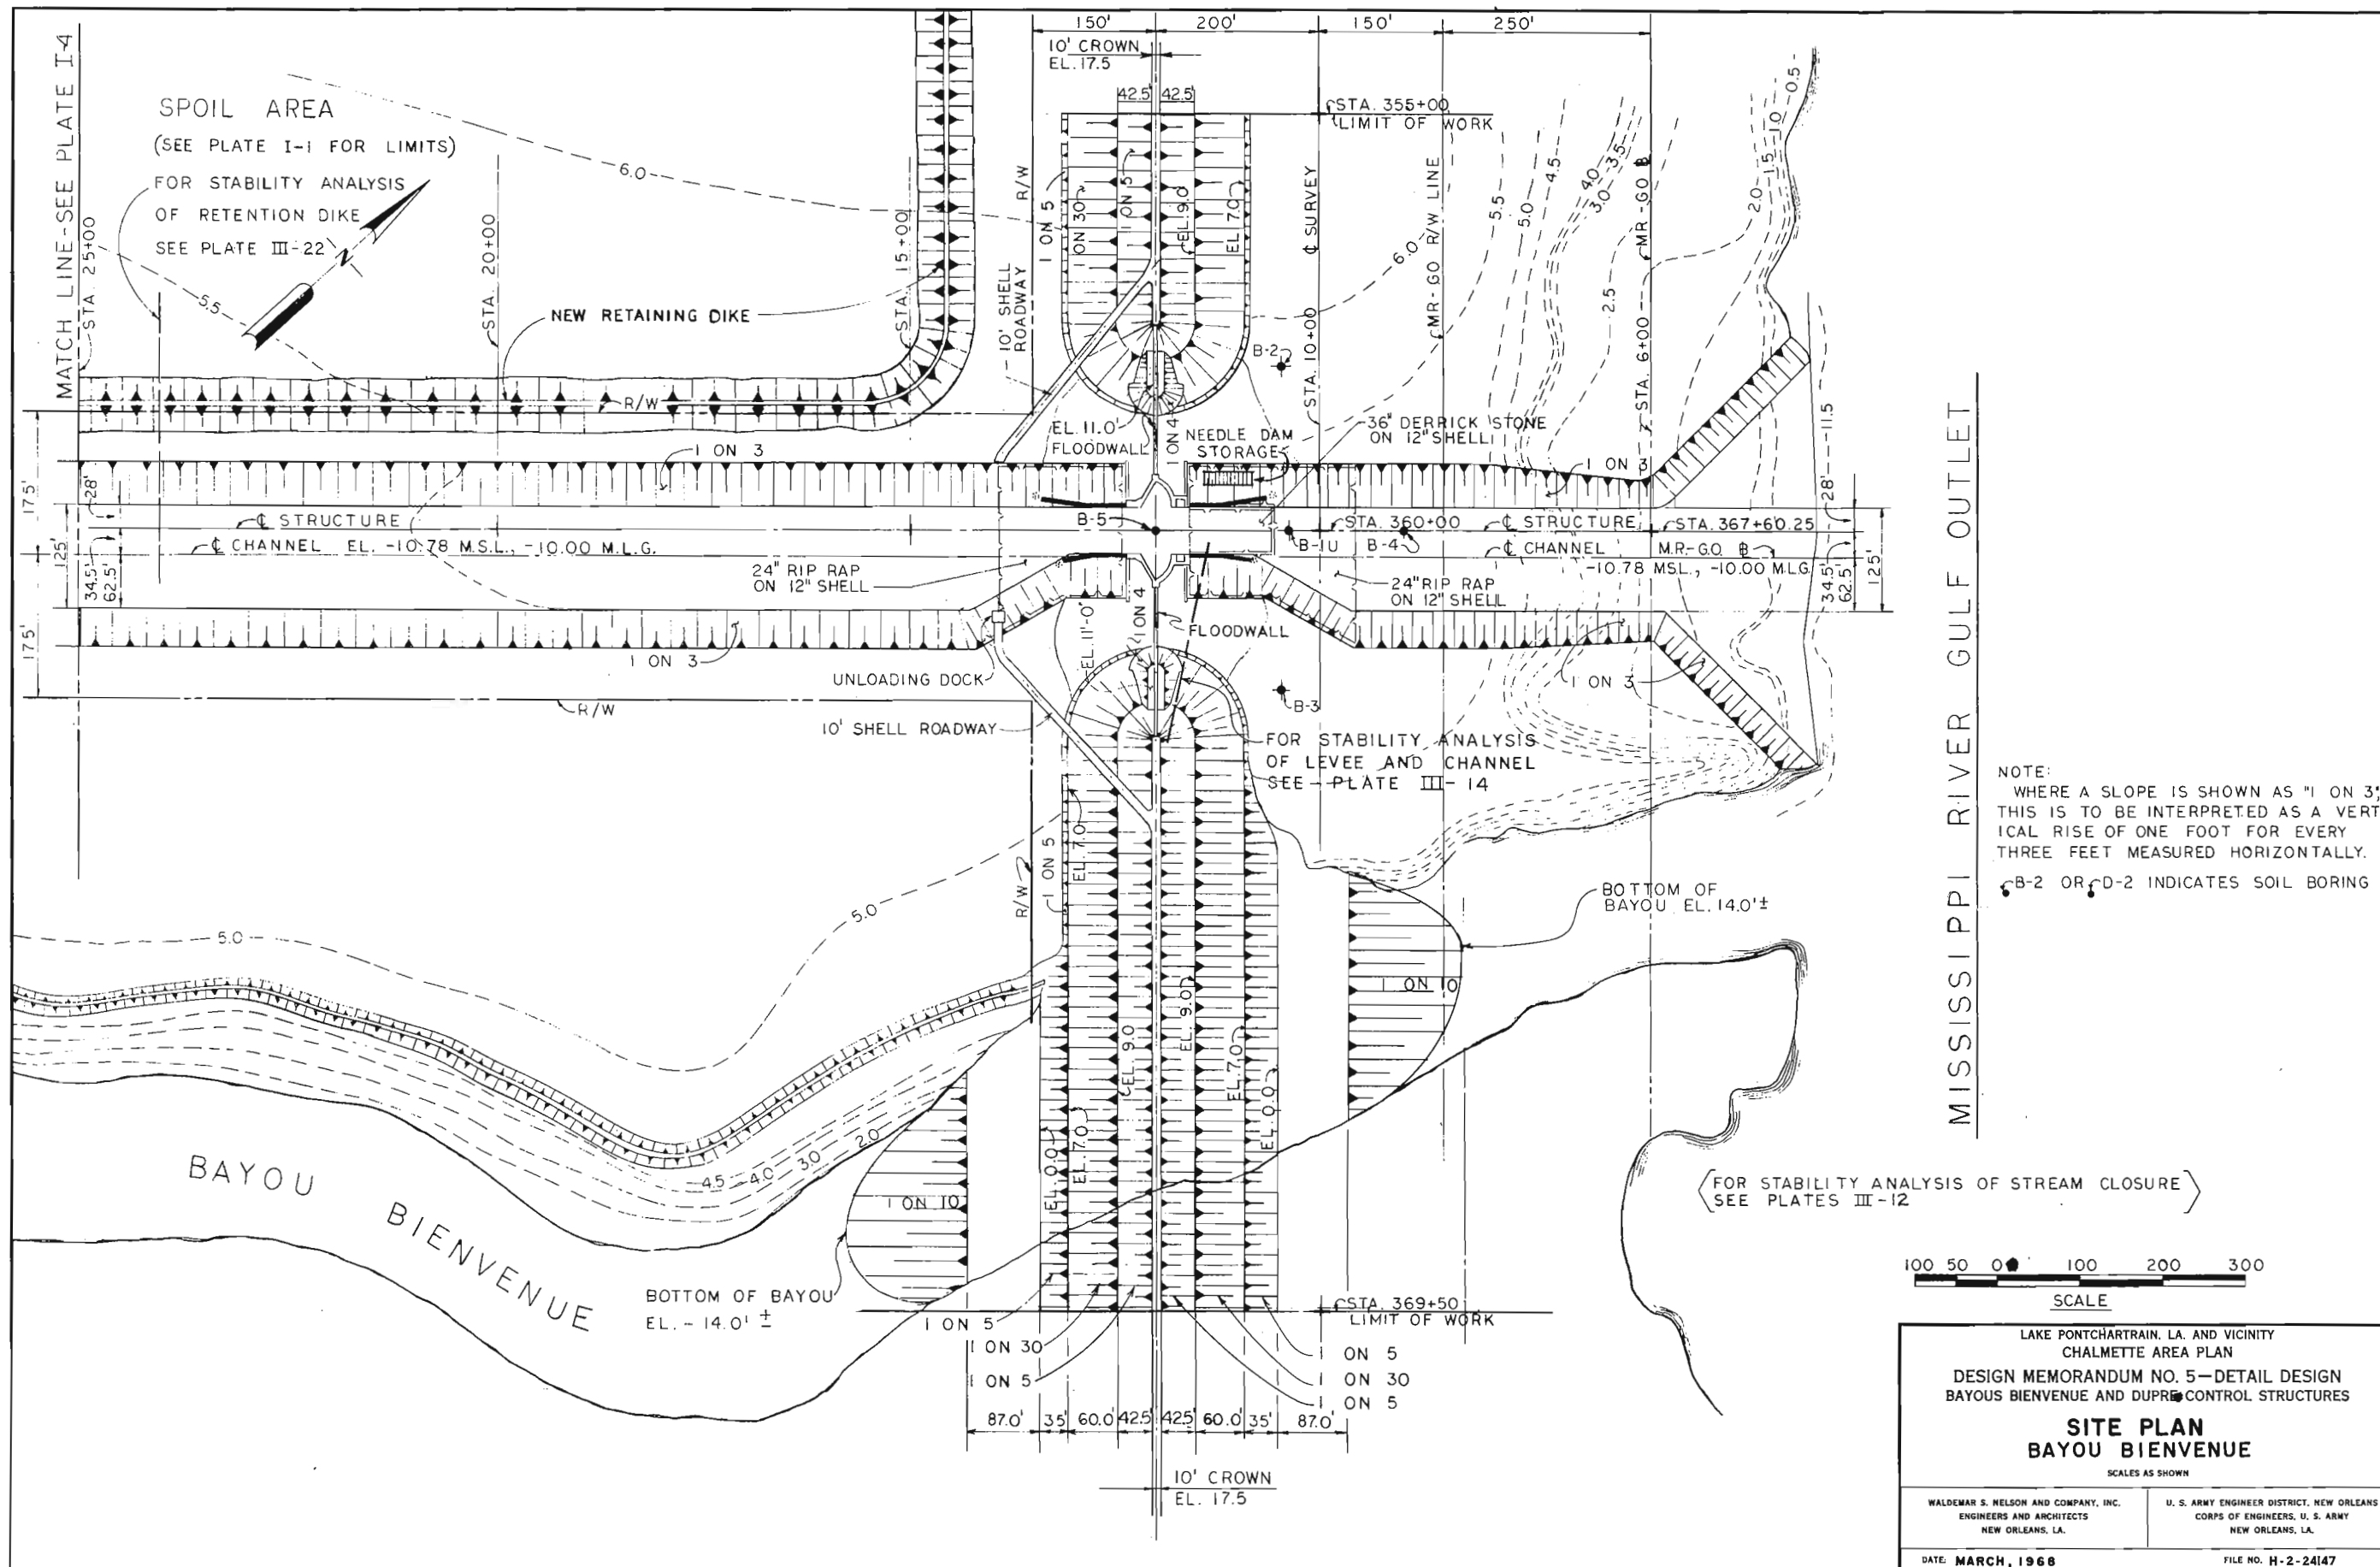 150'
200'
150'
250'
10' CROWN
EL. 17.5
42.5'
42.5'
STA. 355+00
LIMIT OF WORK
MATCH LINE-SEE PLATE I-4
STA. 25+00
SPOIL AREA
(SEE PLATE I-1 FOR LIMITS)
FOR STABILITY ANALYSIS
OF RETENTION DIKE
SEE PLATE III-22
N
6.0
5.5
STA. 20+00
STA. 15+00
NEW RETAINING DIKE
R/W
R/W
10' SHELL
ROADWAY
1 ON 5
1 ON 30
1 ON 5
EL. 9.0
EL. 7.0
₵ SURVEY
STA. 10+00
MR-GO R/W LINE
MR-GO ␢
STA. 6+00
6.0
5.5
5.0
4.5
4.0
3.5
3.0
2.5
2.0
1.5
1.0
0.5
B-2
EL. 11.0'
FLOODWALL
1 ON 4
NEEDLE DAM
STORAGE
36" DERRICK STONE
ON 12" SHELL
1 ON 3
1 ON 3
11.5
28'
175'
28'
125'
34.5'
62.5'
175'
₵ STRUCTURE
₵ CHANNEL EL. -10.78 M.S.L., -10.00 M.L.G.
B-5
B-1U
B-4
STA. 360+00
₵ STRUCTURE
STA. 367+60.25
₵ CHANNEL
M.R.-G.O. ␢
-10.78 MSL., -10.00 M.L.G.
34.5'
62.5'
125'
24" RIP RAP
ON 12" SHELL
24" RIP RAP
ON 12" SHELL
EL. 11'-0"
1 ON 4
FLOODWALL
1 ON 3
1 ON 3
UNLOADING DOCK
R/W
10' SHELL ROADWAY
B-3
FOR STABILITY ANALYSIS
OF LEVEE AND CHANNEL
SEE PLATE III-14
MISSISSIPPI RIVER GULF OUTLET
NOTE:
WHERE A SLOPE IS SHOWN AS "1 ON 3",
THIS IS TO BE INTERPRETED AS A VERT-
ICAL RISE OF ONE FOOT FOR EVERY
THREE FEET MEASURED HORIZONTALLY.
B-2 OR D-2 INDICATES SOIL BORING
R/W
1 ON 5
EL. 7.0
5.0
5.0
BOTTOM OF
BAYOU EL. 14.0'±
1 ON 10
EL. 9.0
EL. 9.0
EL. 7.0
EL. 0.0
EL. 0.0
EL. 7.0
4.5
4.0
3.0
2.0
1 ON 10
BAYOU BIENVENUE
BOTTOM OF BAYOU
EL. - 14.0' ±
(FOR STABILITY ANALYSIS OF STREAM CLOSURE)
SEE PLATES III-12
STA. 369+50
LIMIT OF WORK
1 ON 5
1 ON 30
1 ON 5
1 ON 5
1 ON 30
1 ON 5
87.0'
35'
60.0'
42.5'
42.5'
60.0'
35'
87.0'
10' CROWN
EL. 17.5
100 50 0 100 200 300
SCALE
LAKE PONTCHARTRAIN, LA. AND VICINITY
CHALMETTE AREA PLAN
DESIGN MEMORANDUM NO. 5—DETAIL DESIGN
BAYOUS BIENVENUE AND DUPRE CONTROL STRUCTURES
SITE PLAN
BAYOU BIENVENUE
SCALES AS SHOWN
WALDEMAR S. NELSON AND COMPANY, INC.
ENGINEERS AND ARCHITECTS
NEW ORLEANS, LA.
U. S. ARMY ENGINEER DISTRICT, NEW ORLEANS
CORPS OF ENGINEERS, U. S. ARMY
NEW ORLEANS, LA.
DATE: MARCH, 1968
FILE NO. H-2-24147